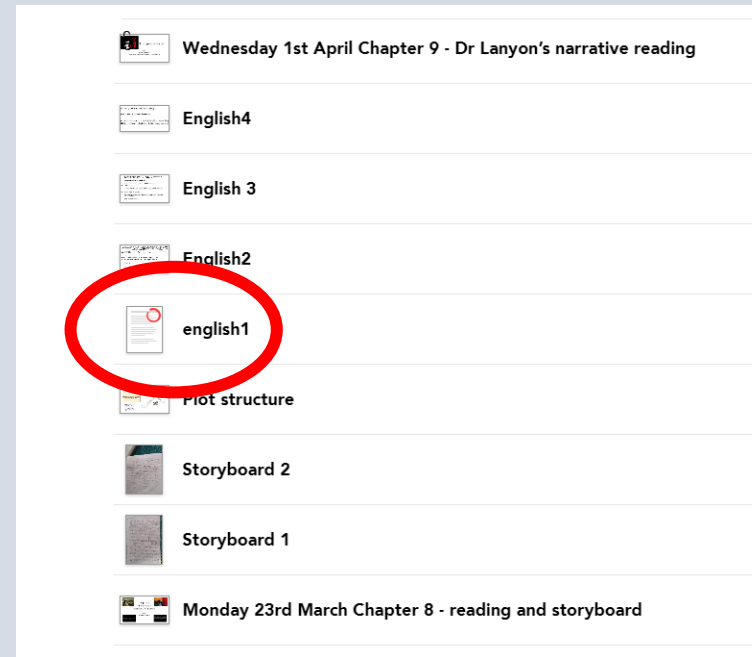 Wednesday 1st April Chapter 9 - Dr Lanyon’s narrative reading
English4
English 3
English2
english1
Plot structure
Storyboard 2
Storyboard 1
Monday 23rd March Chapter 8 - reading and storyboard